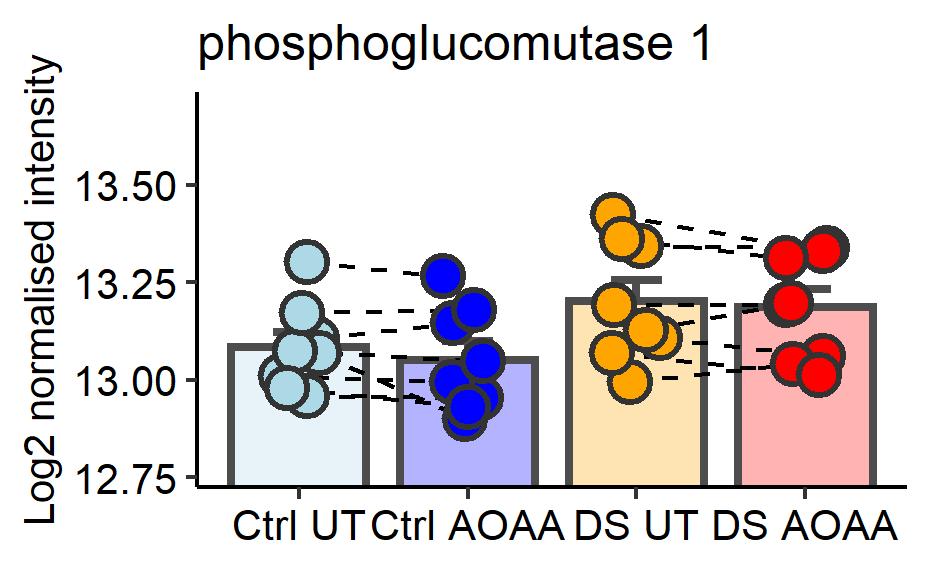 phosphoglucomutase 1
Log2 normalised intensity
13.50
13.25
13.00
12.75
Ctrl UT Ctrl AOAA DS UT DS AOAA